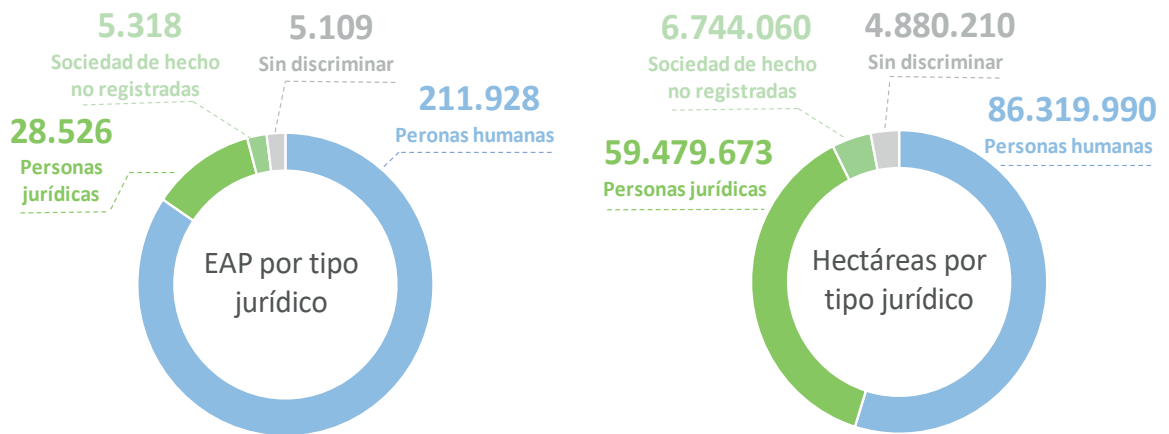 5.318
Sociedad de hecho
no registradas
5.109
Sin discriminar
211.928
Peronas humanas
28.526
Personas
jurídicas
EAP por tipo
jurídico
6.744.060
Sociedad de hecho
no registradas
4.880.210
Sin discriminar
86.319.990
Personas humanas
59.479.673
Personas jurídicas
Hectáreas por
tipo jurídico